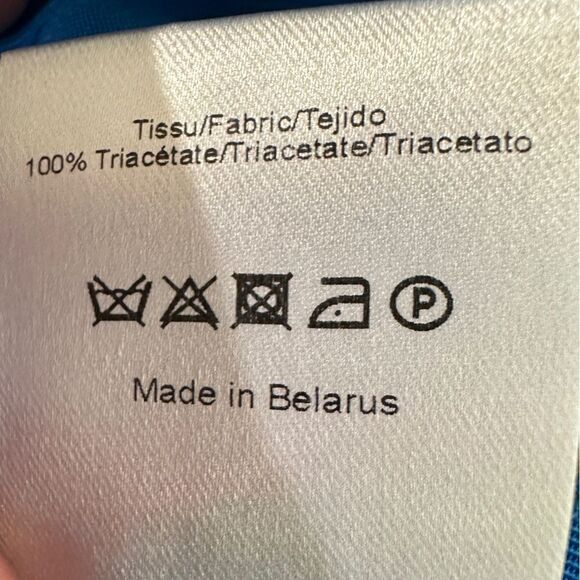 Tissu/Fabric/Tejido
100% Triacétate/Triacetate/Triacetato
P
Made in Belarus